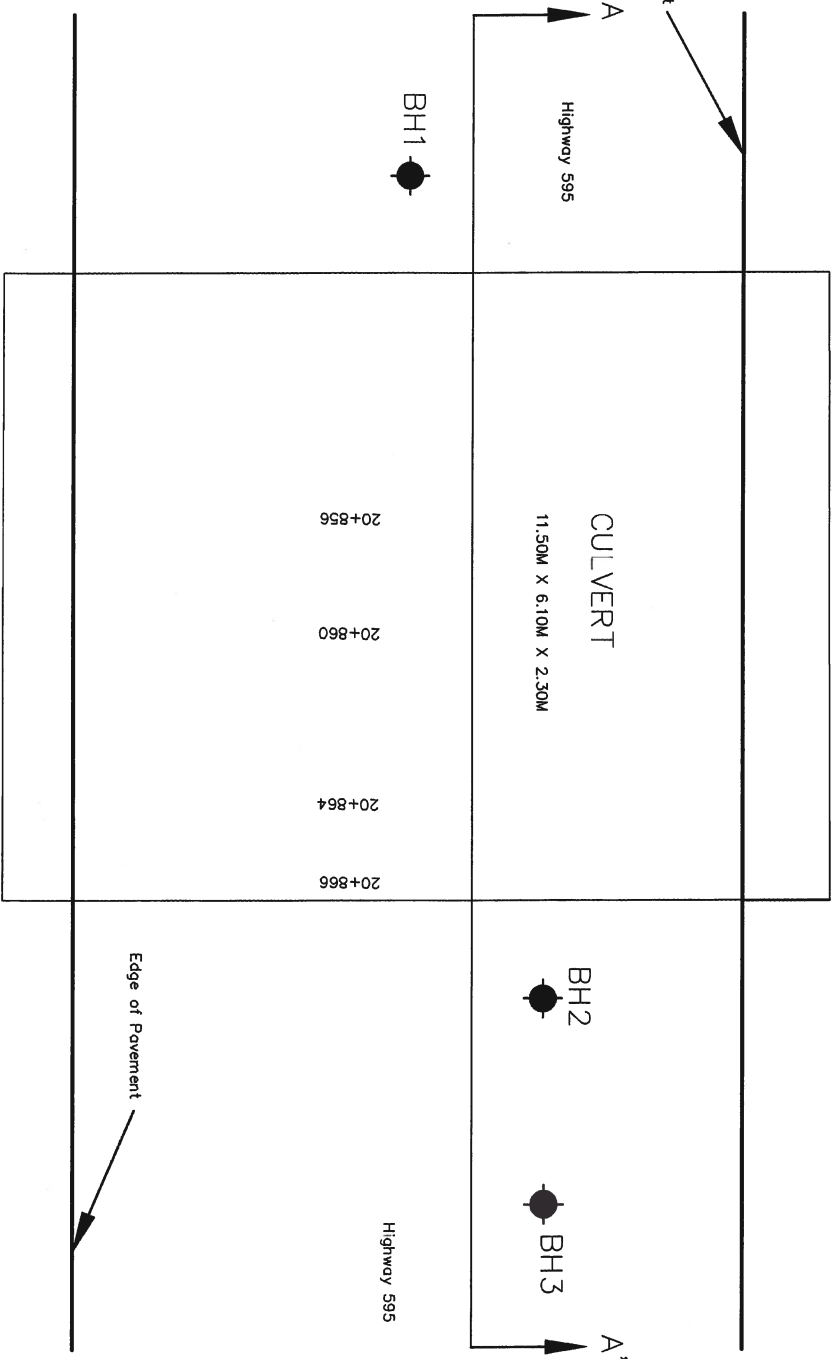 A
Highway 595
BH1
CULVERT
11.50M X 6.10M X 2.30M
20+856
20+860
20+864
20+866
BH2
BH3
Edge of Pavement
Highway 595
A'